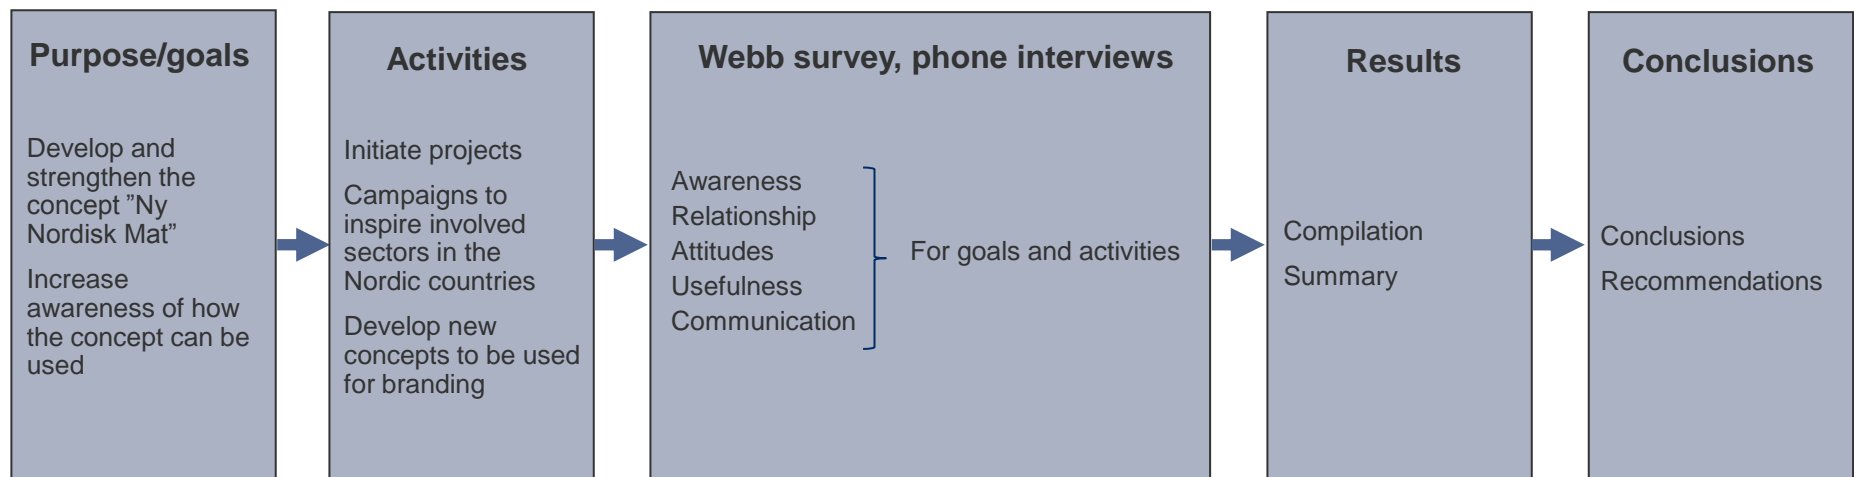 Purpose/goals
Develop and
strengthen the
concept ”Ny
Nordisk Mat”
Increase
awareness of how
the concept can be
used
Activities
Initiate projects
Campaigns to
inspire involved
sectors in the
Nordic countries
Develop new
concepts to be used
for branding
Webb survey, phone interviews
Awareness
Relationship
Attitudes
Usefulness
Communication
For goals and activities
Results
Compilation
Summary
Conclusions
Conclusions
Recommendations